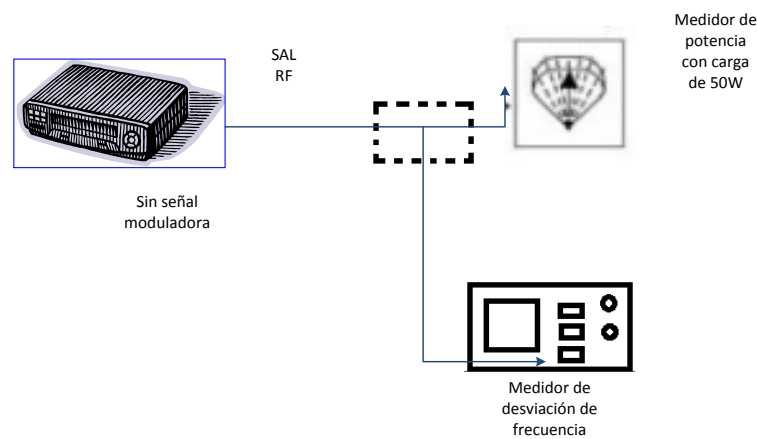 SAL
RF
Medidor de
potencia
con carga
de 50W
Sin señal
moduladora
Medidor de
desviación de
frecuencia